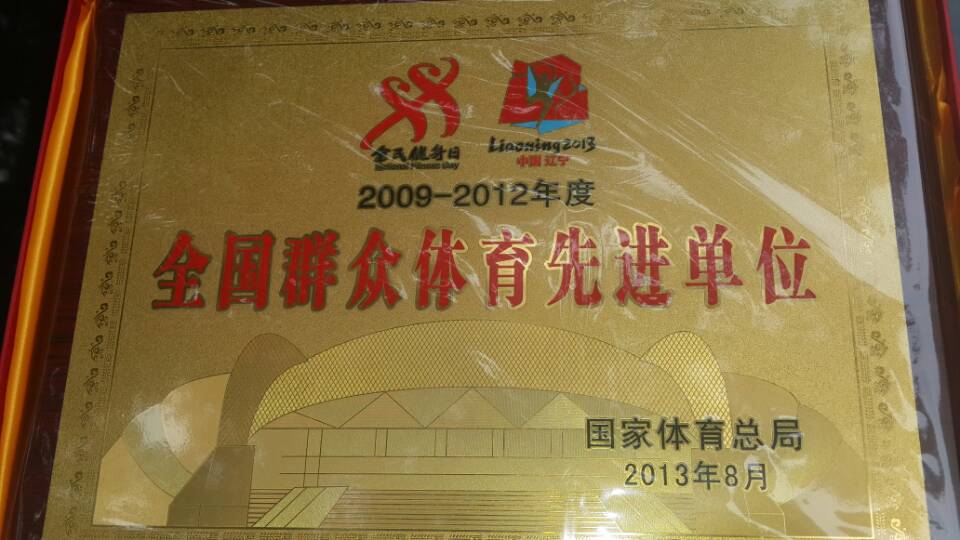 全民健身日
National Fitness Day
Liaoning2013
中国 辽宁
2009-2012年度
全国群众体育先进单位
国家体育总局
2013年8月